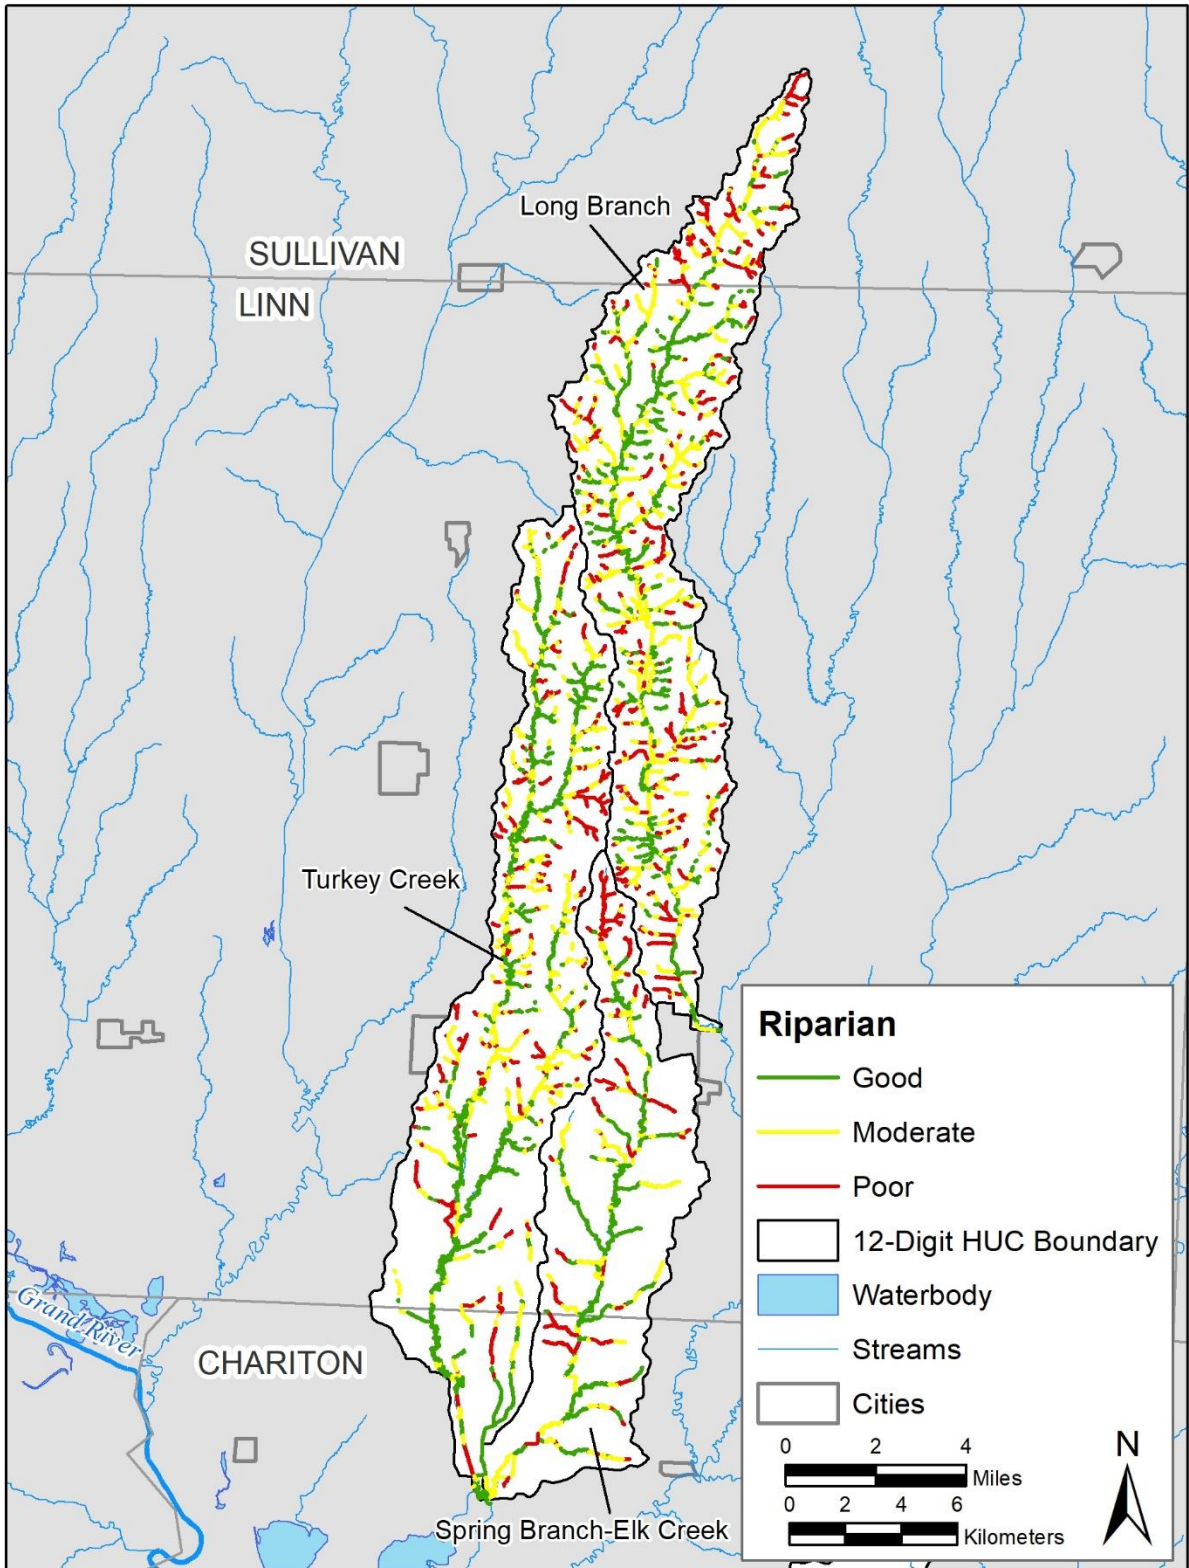 Long Branch
SULLIVAN
LINN
Turkey Creek
Riparian
Good
Moderate
Poor
12-Digit HUC Boundary
Waterbody
Streams
Cities
Grand River
CHARITON
0 2 4
Miles
0 2 4 6
Kilometers
N
Spring Branch-Elk Creek